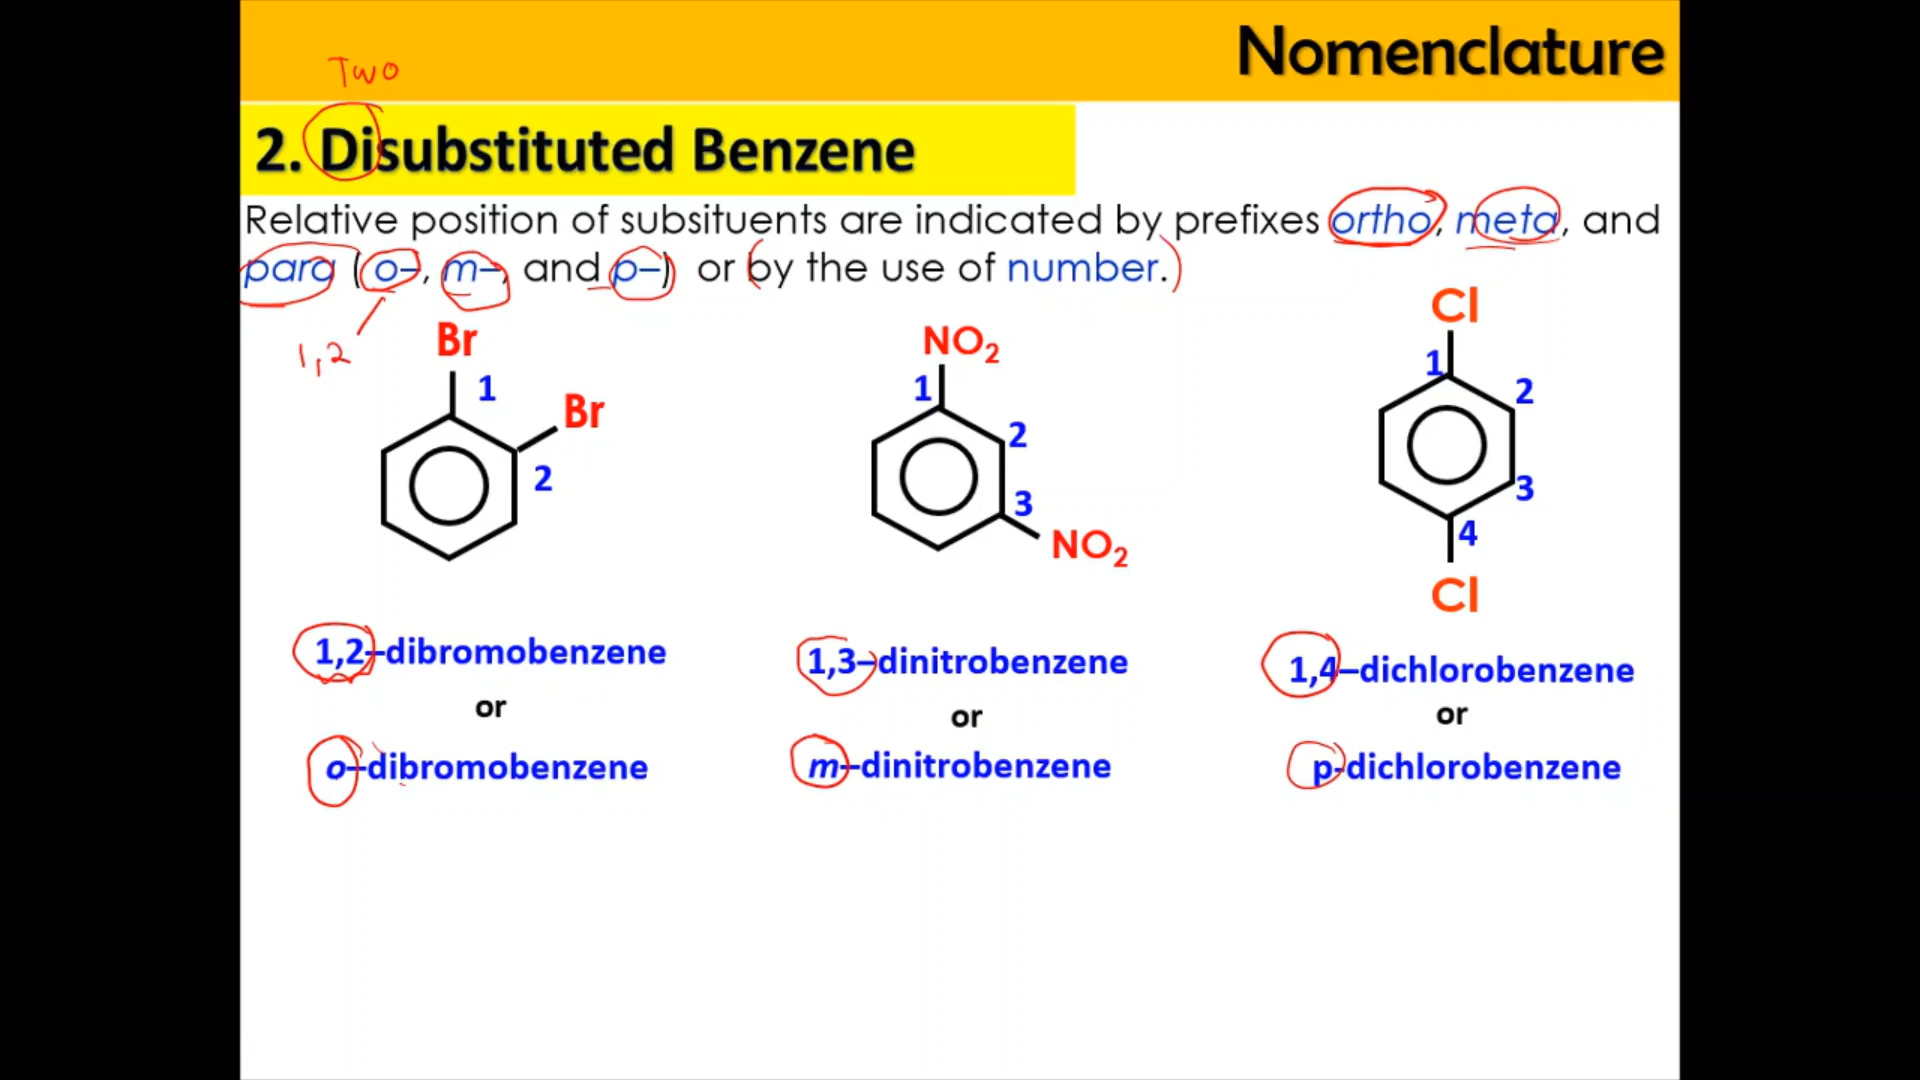 Nomenclature
Two
2. Disubstituted Benzene
Relative position of subsituents are indicated by prefixes ortho, meta, and
para (o–, m–, and p–) or (by the use of number.)
1,2
Br
1
Br
2
NO2
1
2
3
NO2
Cl
1
2
3
4
Cl
1,2–dibromobenzene
or
o–dibromobenzene
1,3–dinitrobenzene
or
m–dinitrobenzene
1,4–dichlorobenzene
or
p-dichlorobenzene